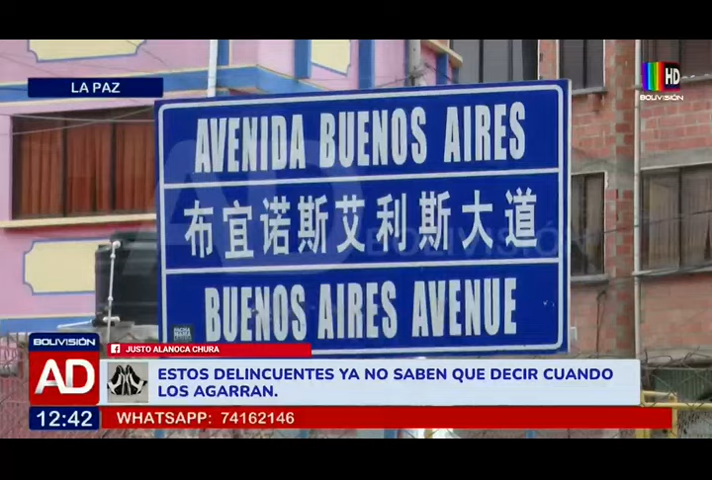 LA PAZ
HD
BOLIVISIÓN
AVENIDA BUENOS AIRES
布宜诺斯艾利斯大道
BOLIVISIÓN
BUENOS AIRES AVENUE
BOLIVISIÓN
AD
JUSTO ALANOCA CHURA
ESTOS DELINCUENTES YA NO SABEN QUE DECIR CUANDO
LOS AGARRAN.
12:42
WHATSAPP: 74162146